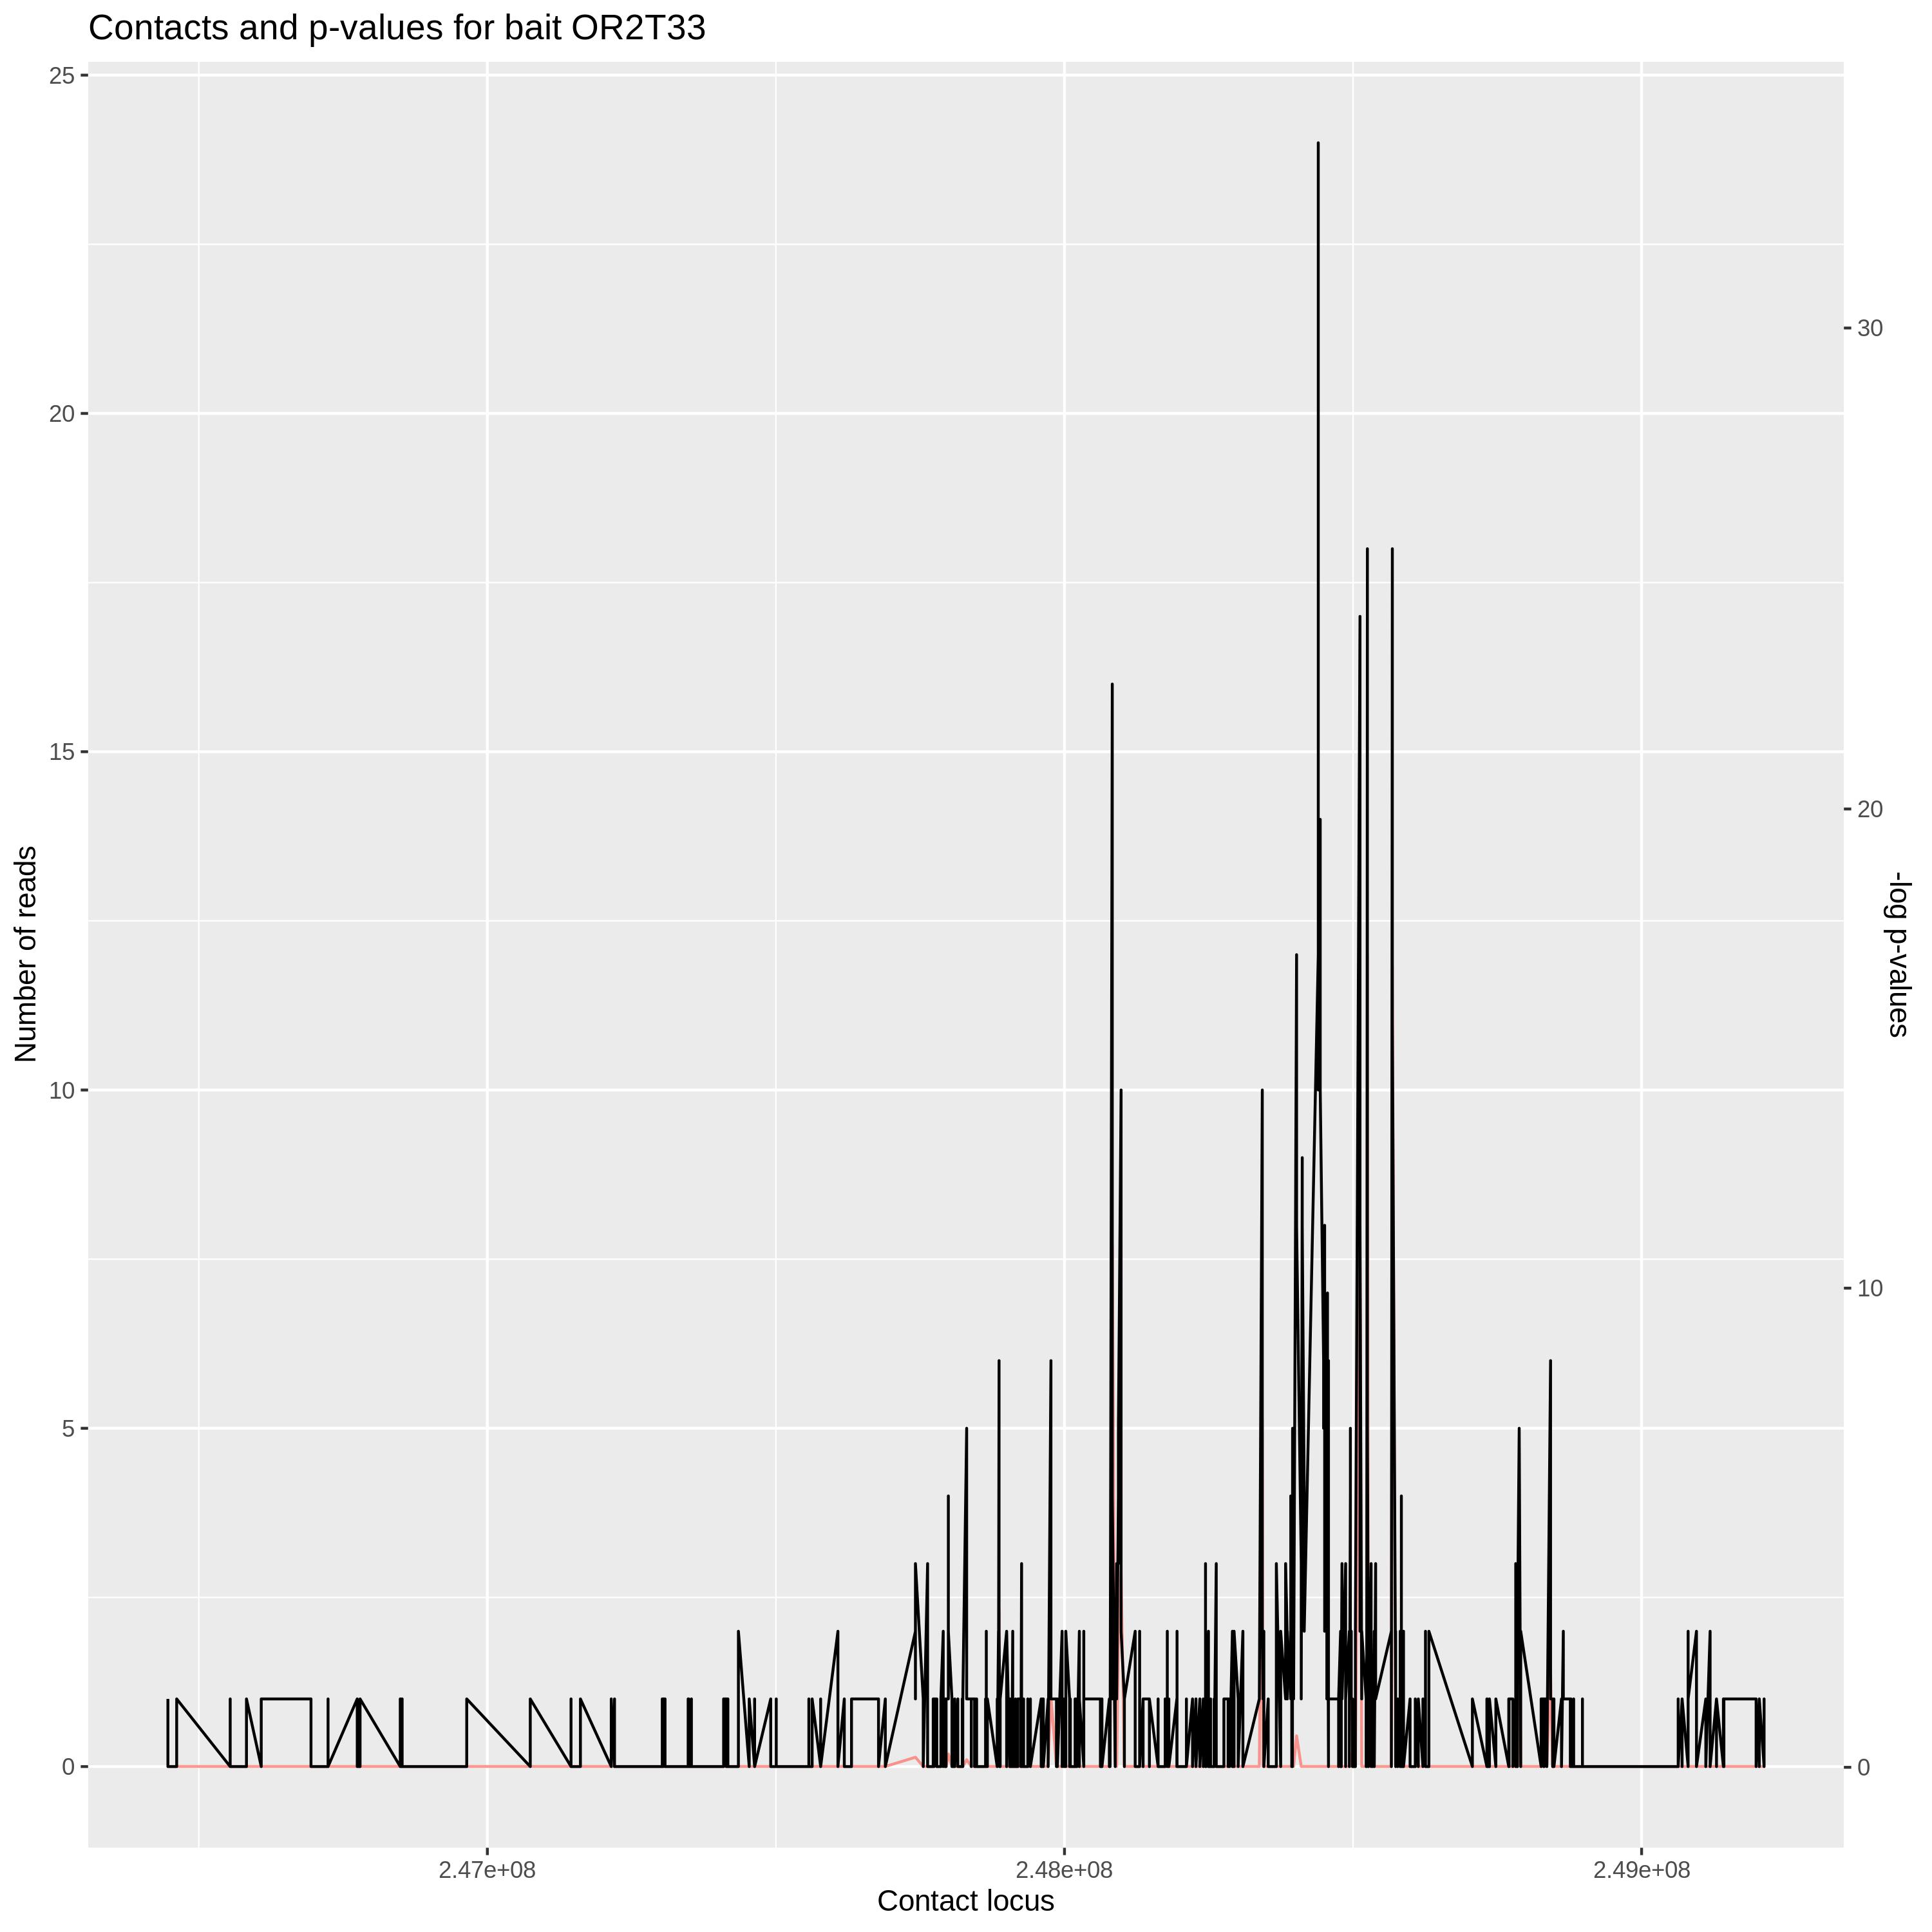 Contacts and p-values for bait OR2T33
25
20
15
10
5
0
Number of reads
30
20
10
0
-log p-values
2.47e+08
2.48e+08
2.49e+08
Contact locus